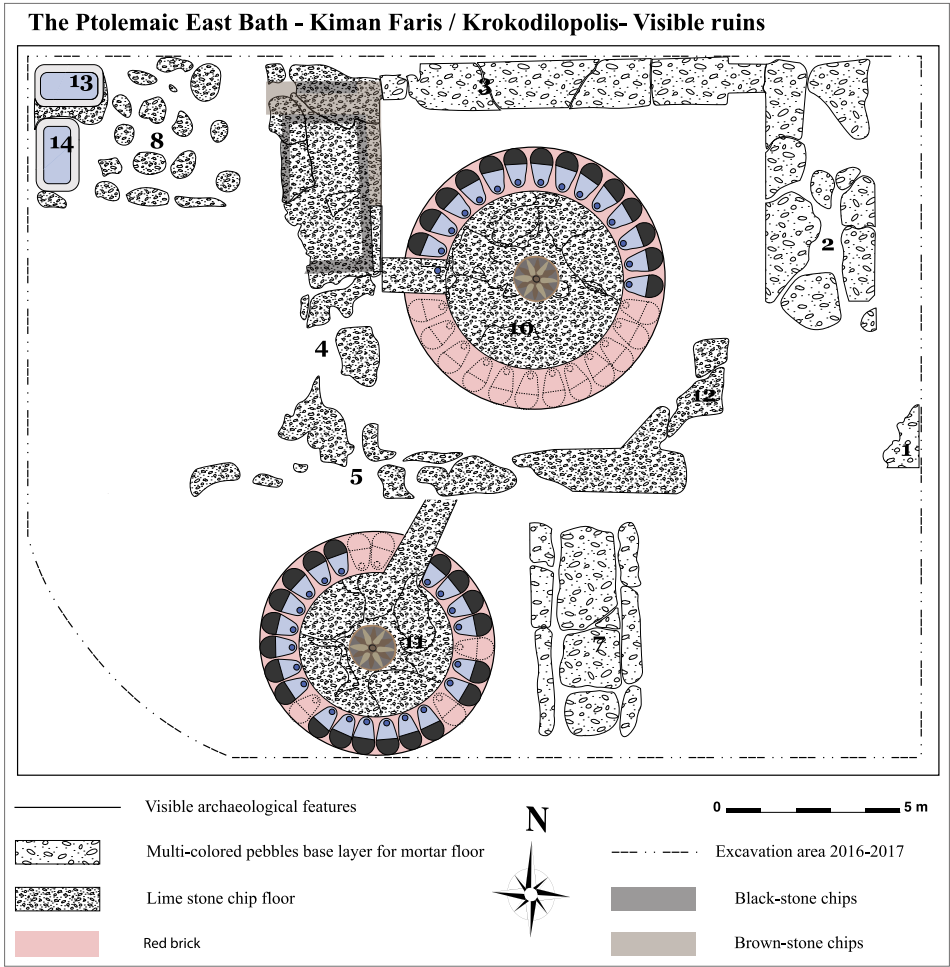 The Ptolemaic East Bath - Kiman Faris / Krokodilopolis- Visible ruins
13
3
14
8
2
10
4
12
1
5
11
7
Visible archaeological features
Multi-colored pebbles base layer for mortar floor
Lime stone chip floor
Red brick
N
0 5 m
Excavation area 2016-2017
Black-stone chips
Brown-stone chips